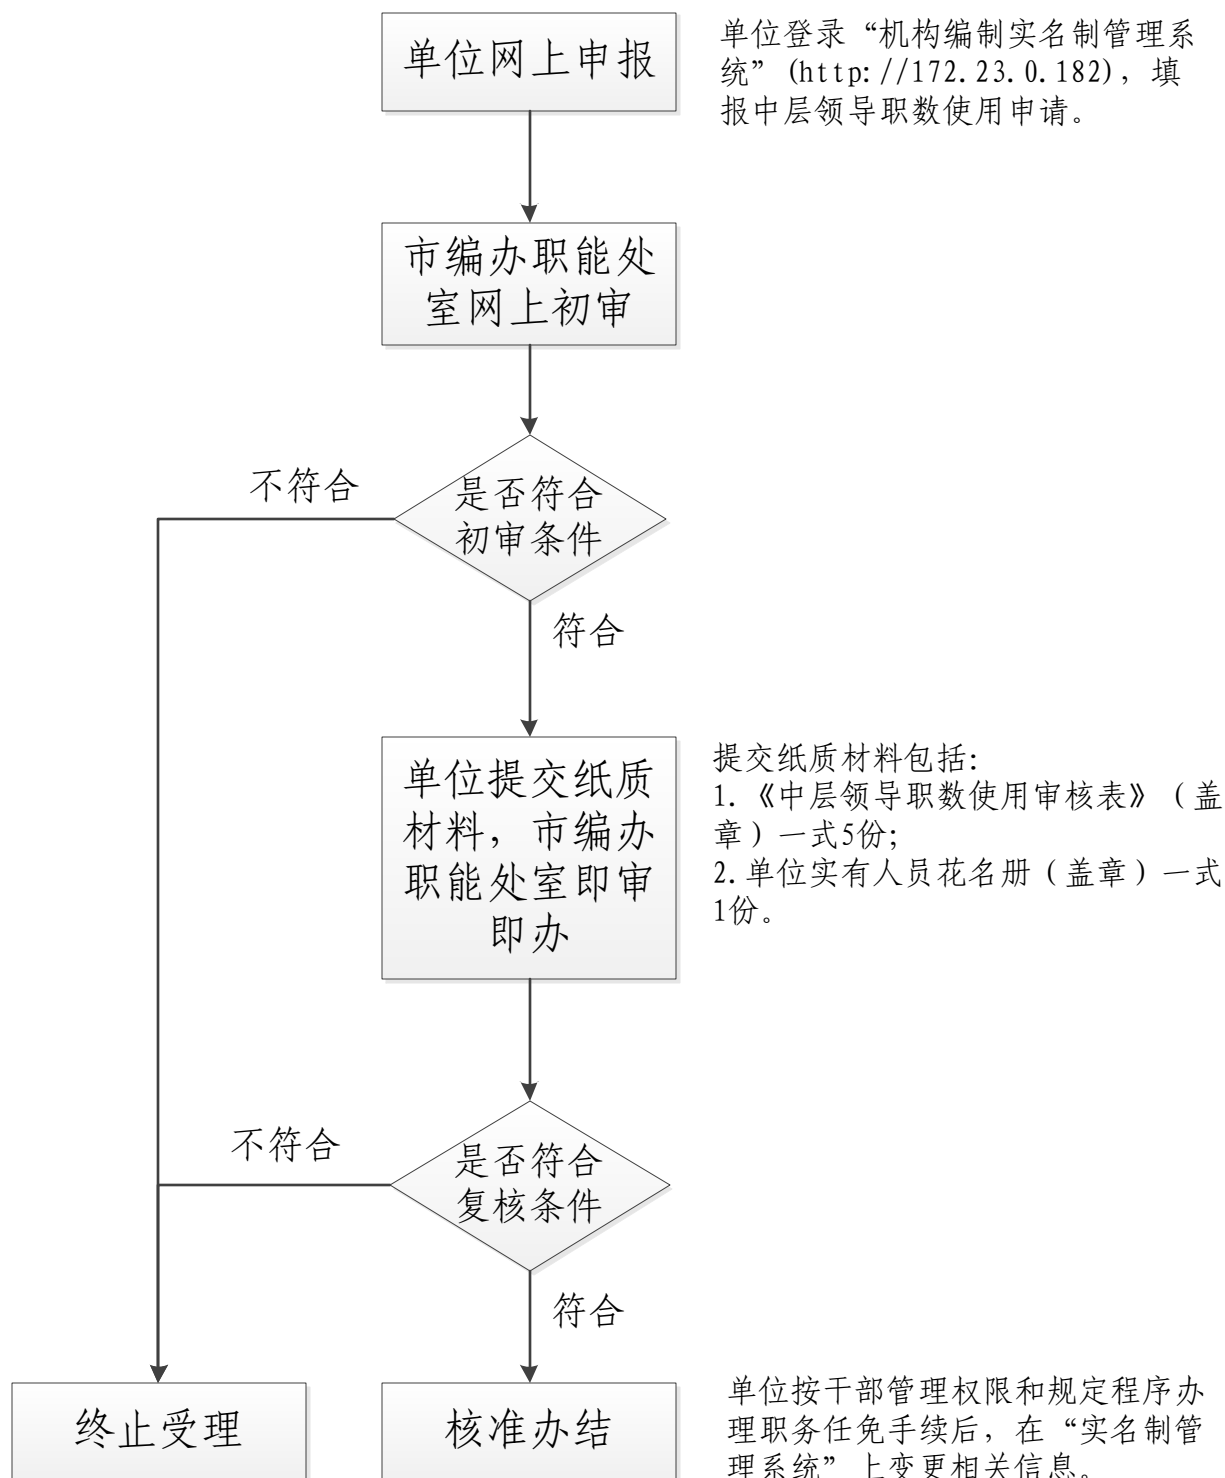 单位网上申报
单位登录“机构编制实名制管理系
统”(http://172.23.0.182)，填
报中层领导职数使用申请。
市编办职能处
室网上初审
不符合
是否符合
初审条件
符合
单位提交纸质
材料，市编办
职能处室即审
即办
提交纸质材料包括：
1.《中层领导职数使用审核表》（盖
章）一式5份；
2.单位实有人员花名册（盖章）一式
1份。
不符合
是否符合
复核条件
符合
终止受理
核准办结
单位按干部管理权限和规定程序办
理职务任免手续后，在“实名制管
理系统”上变更相关信息。